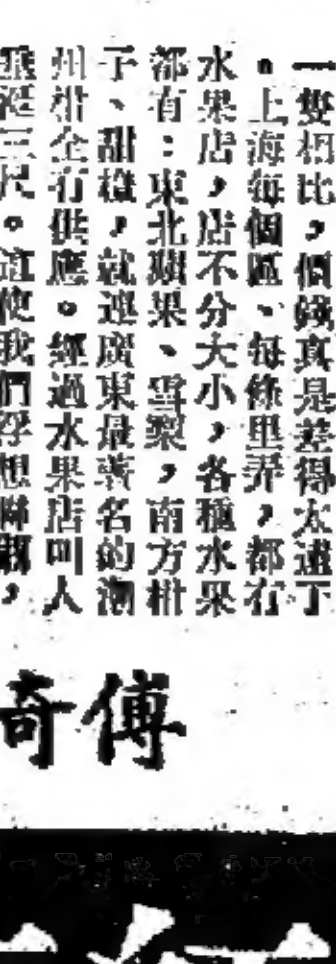 一隻相比，價錢真是差得太遠了
。上海每個區、每條里弄，都有
水果店，店不分大小，各種水果
都有：東北蘋果、雪梨，南方柑
子、甜橙，就連廣東最著名的潮
州柑全有供應。經過水果店叫人
垂涎三尺。這使我們浮想聯翩，
傳奇